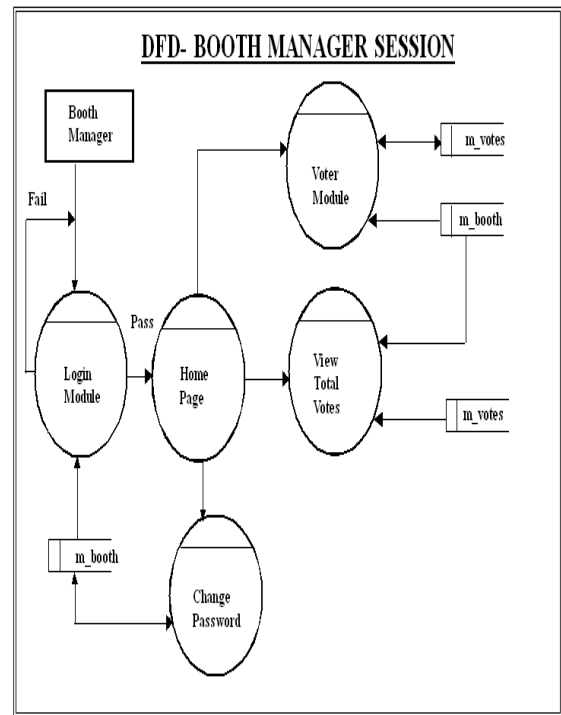 DFD- BOOTH MANAGER SESSION
Booth
Manager
m_votes
Voter
Module
Fail
m_booth
Pass
View
Total
Votes
Login
Module
Home
Page
m_votes
m_booth
Change
Password